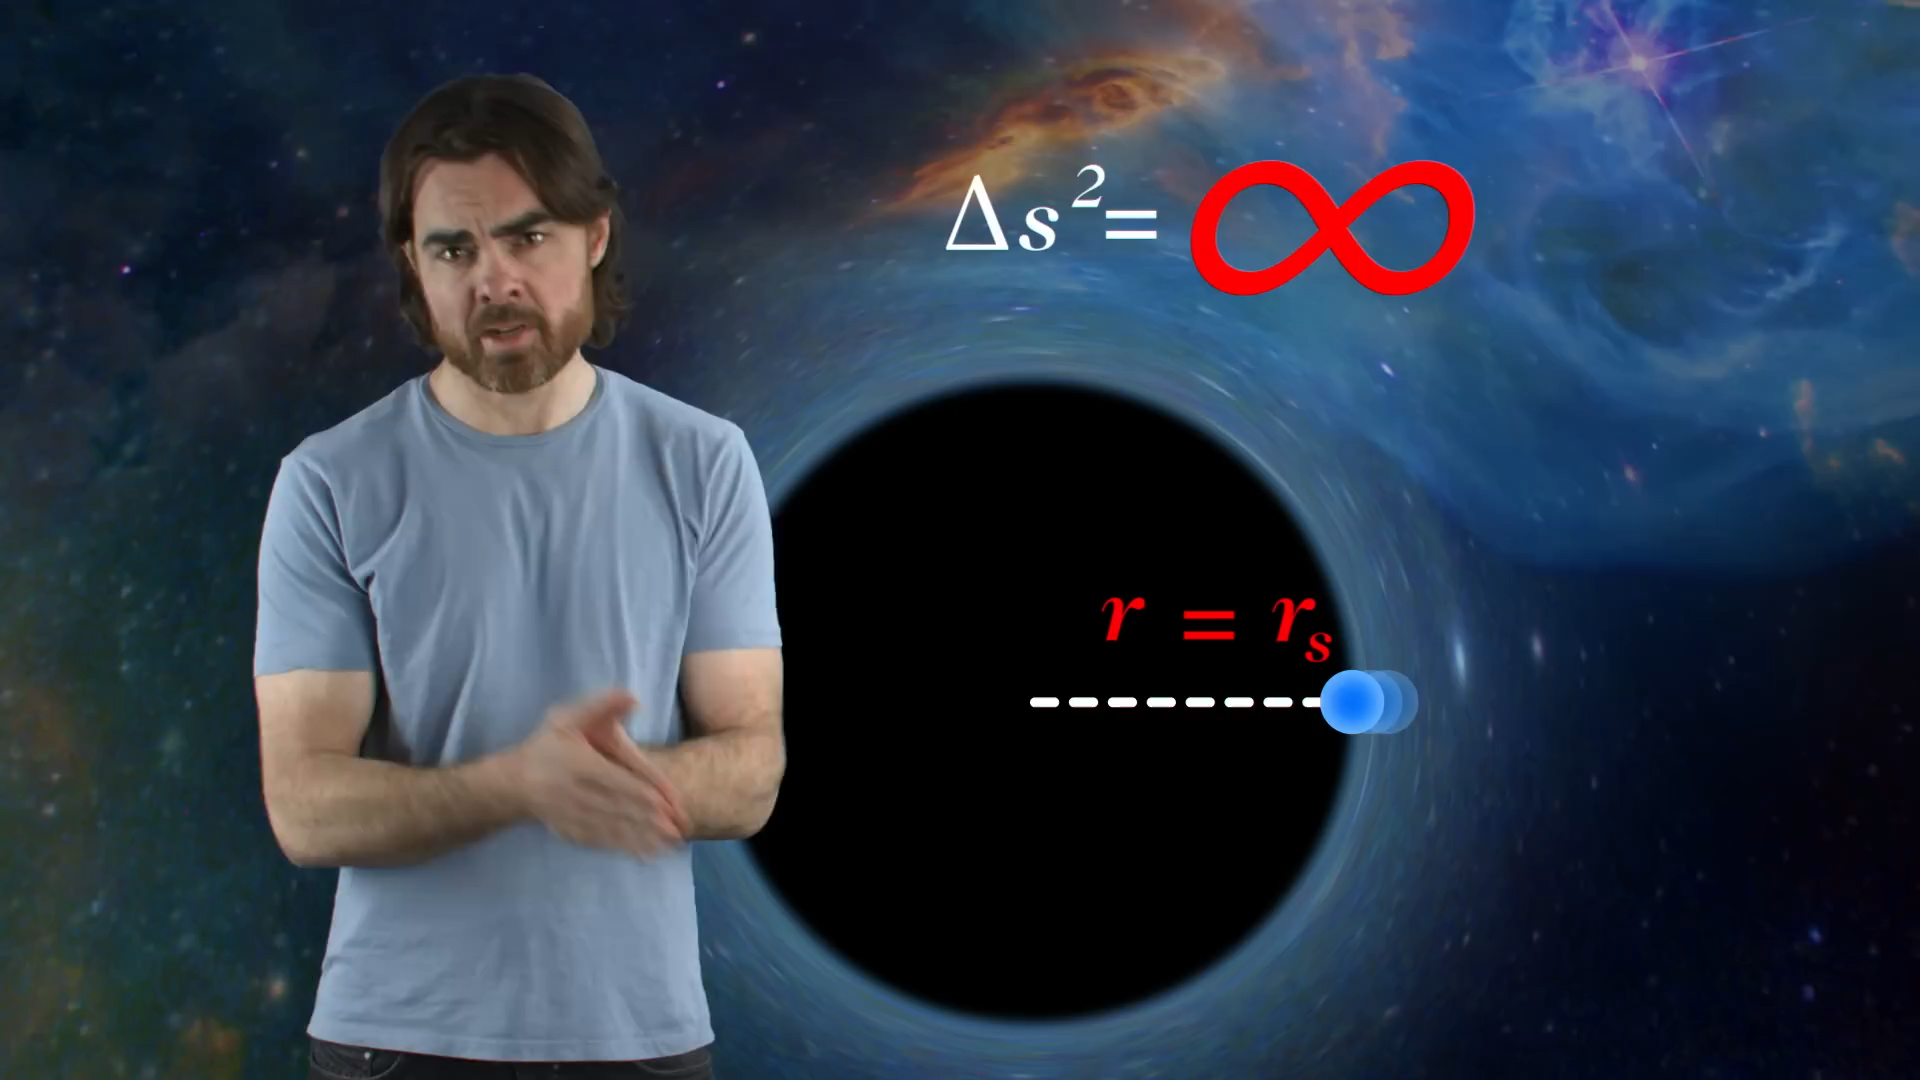 Δs²= ∞
r = rₛ